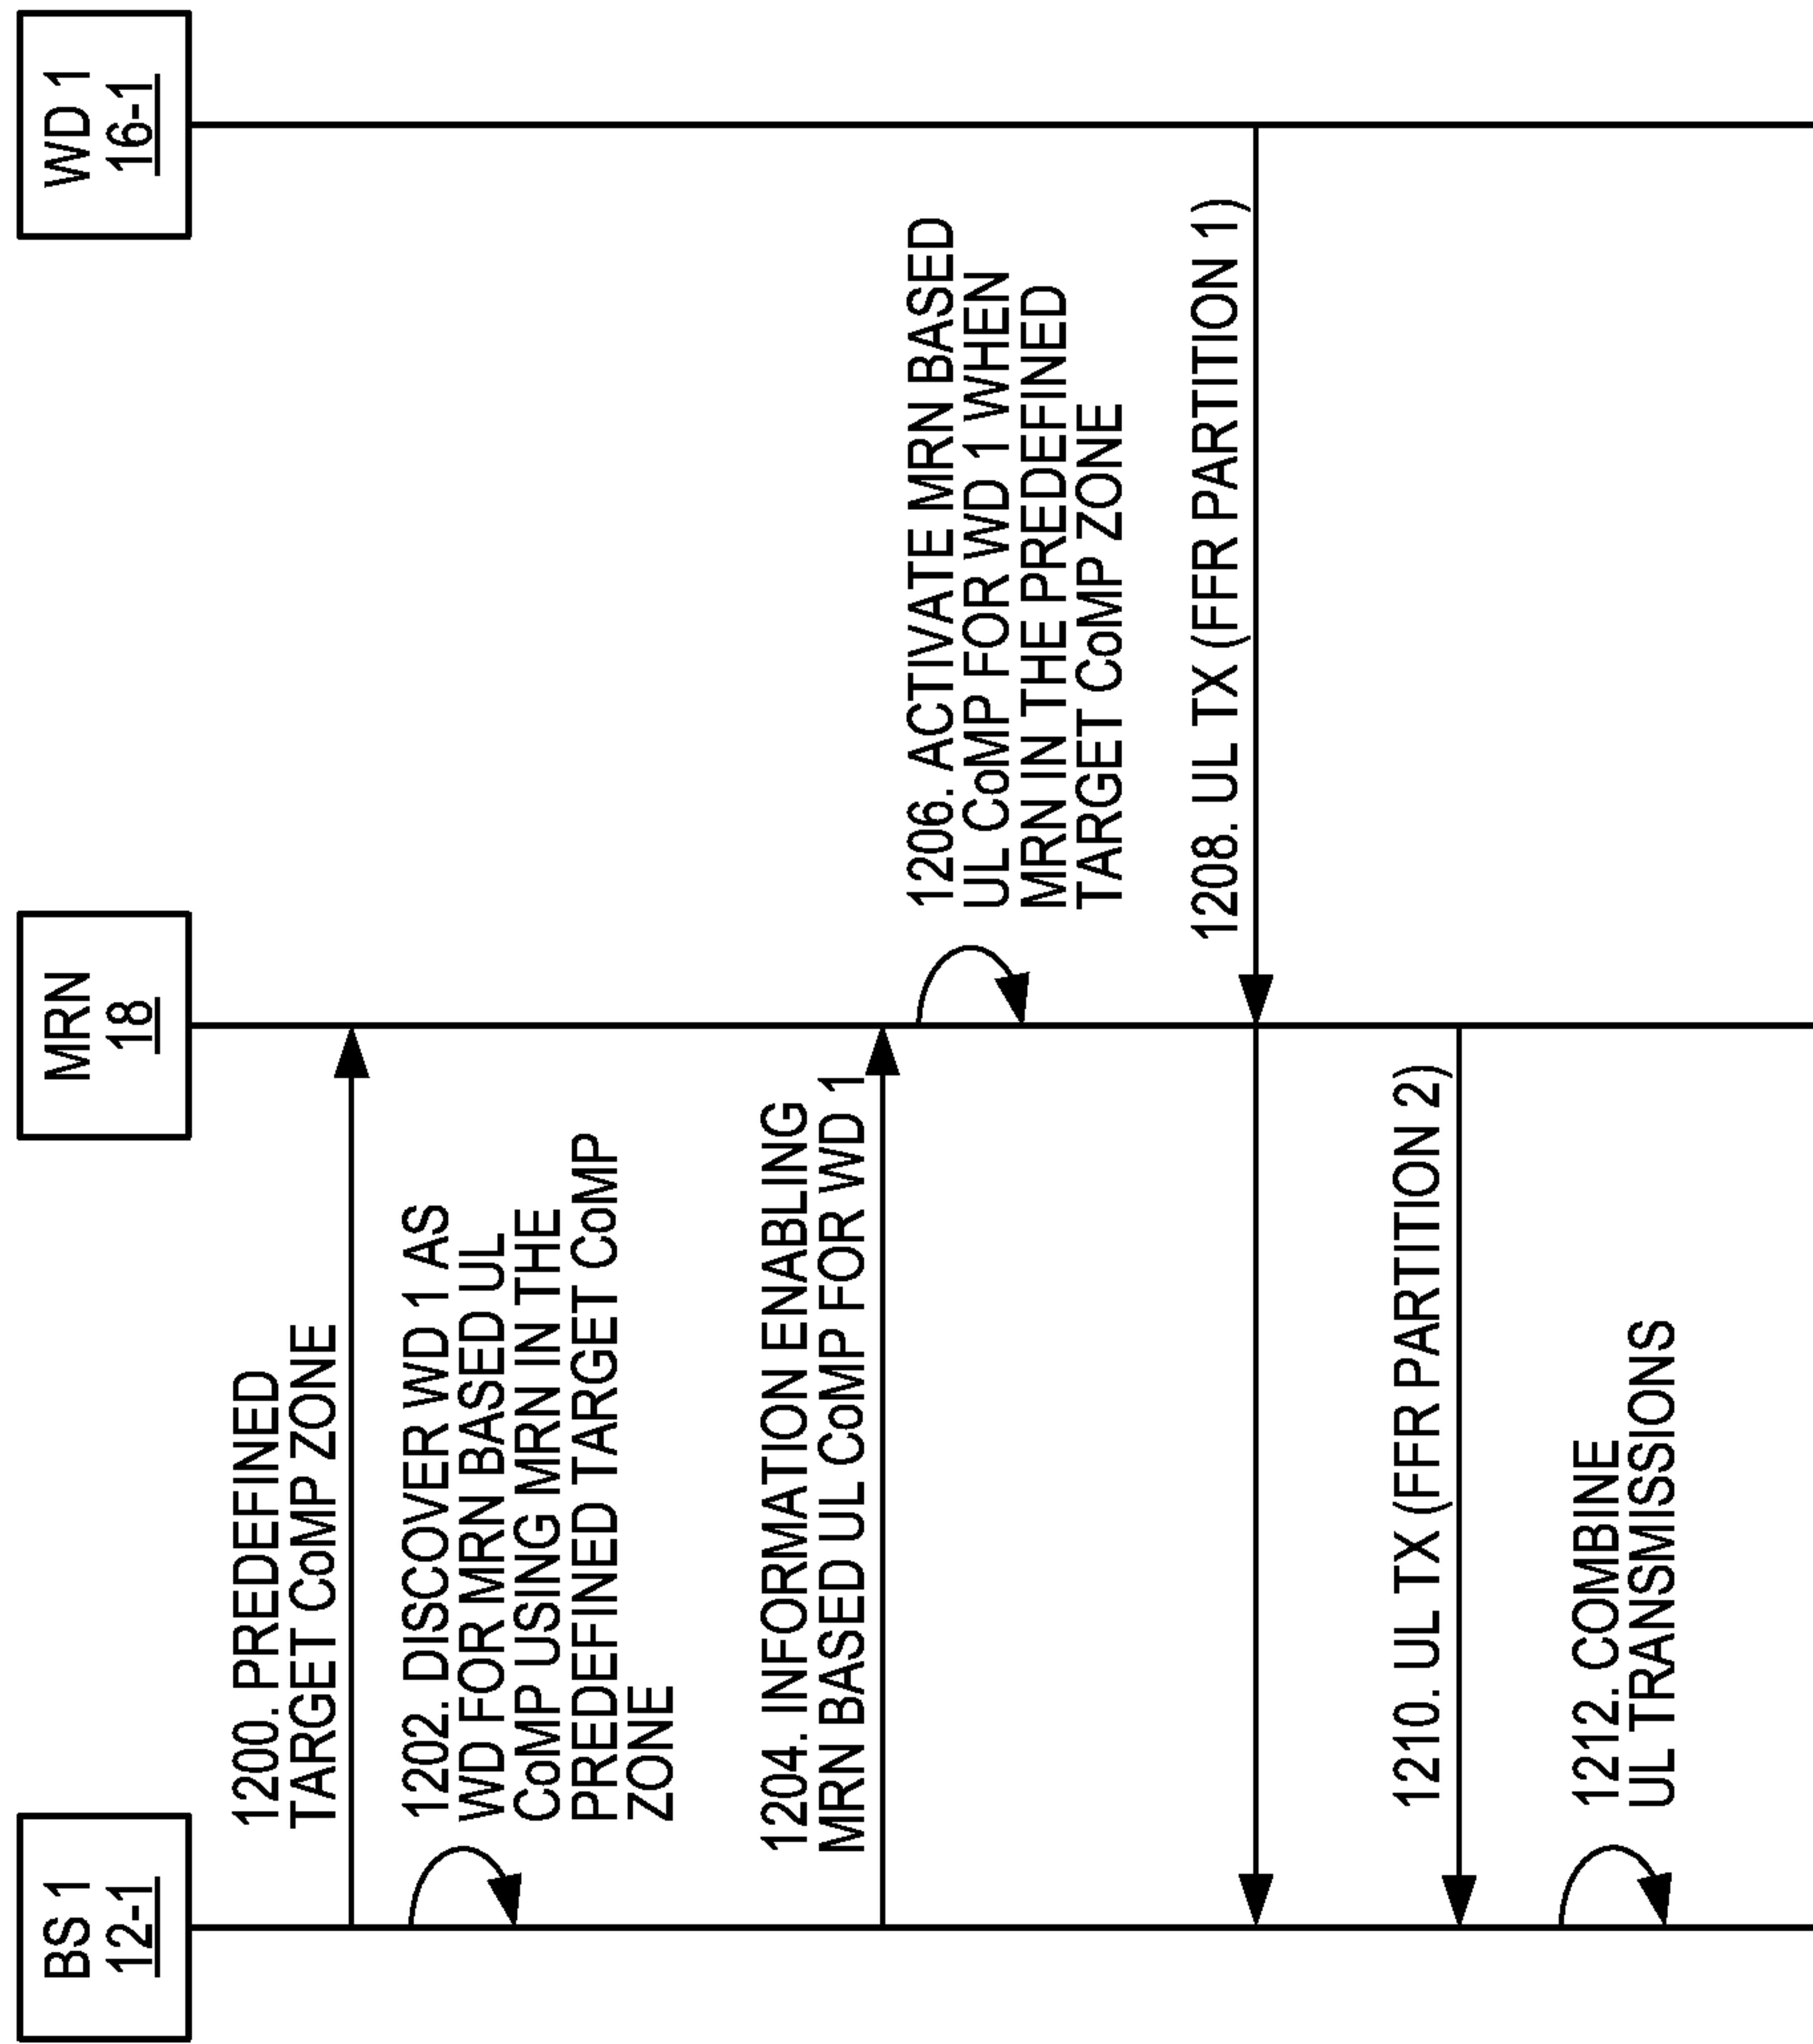 BS 1
12-1
MRN
18
WD 1
16-1
1200. PREDEFINED
TARGET CoMP ZONE
1202. DISCOVER WD 1 AS
WD FOR MRN BASED UL
CoMP USING MRN IN THE
PREDEFINED TARGET CoMP
ZONE
1204. INFORMATION ENABLING
MRN BASED UL CoMP FOR WD 1
1206. ACTIVATE MRN BASED
UL CoMP FOR WD 1 WHEN
MRN IN THE PREDEFINED
TARGET CoMP ZONE
1208. UL TX (FFR PARTITION 1)
1210. UL TX (FFR PARTITION 2)
1212. COMBINE
UL TRANSMISSIONS